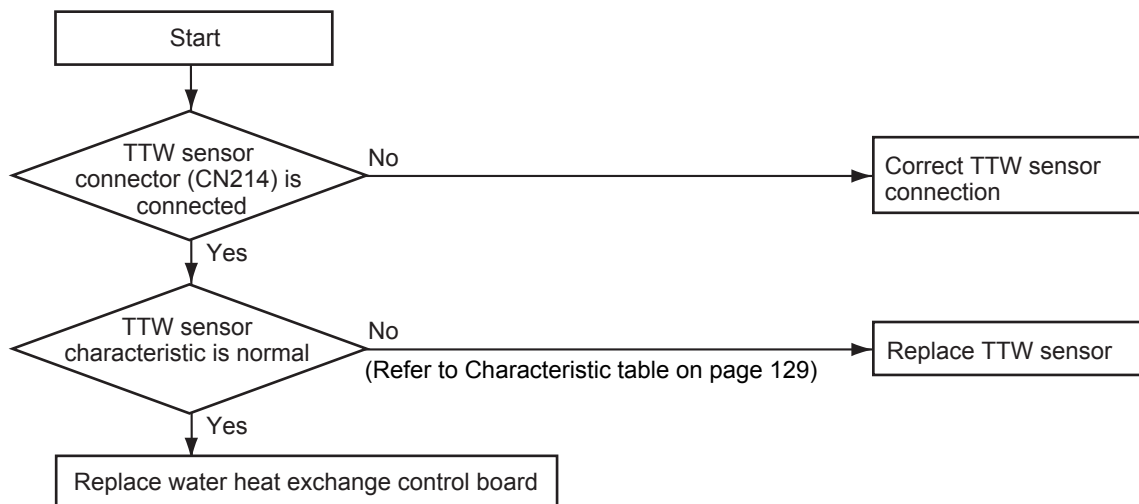 Start
TTW sensor
connector (CN214) is
connected
No
Correct TTW sensor
connection
Yes
TTW sensor
characteristic is normal
No
(Refer to Characteristic table on page 129)
Replace TTW sensor
Yes
Replace water heat exchange control board